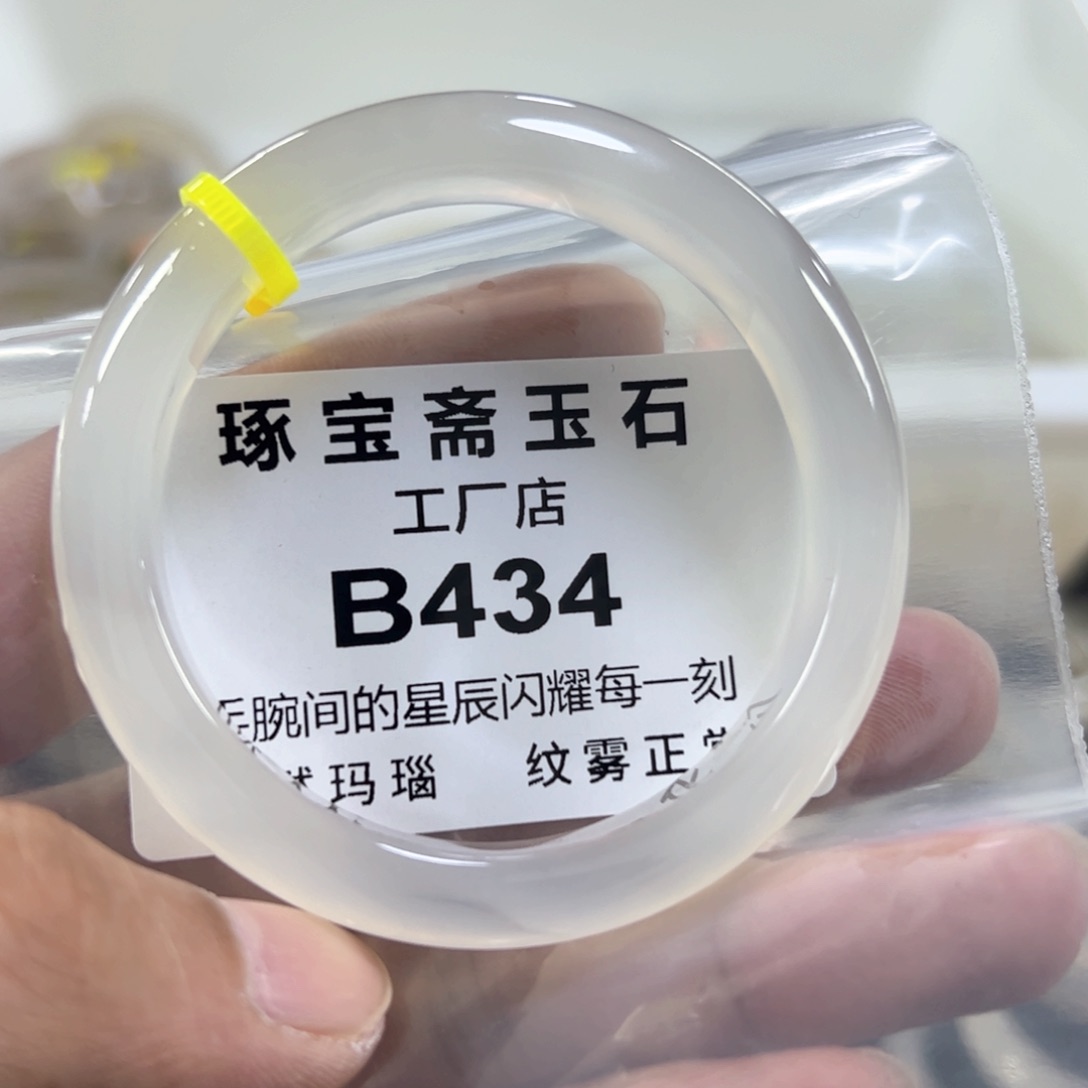 琢宝斋玉石
工厂店
B434
腕间的星辰闪耀每一刻
玛瑙 纹雾正